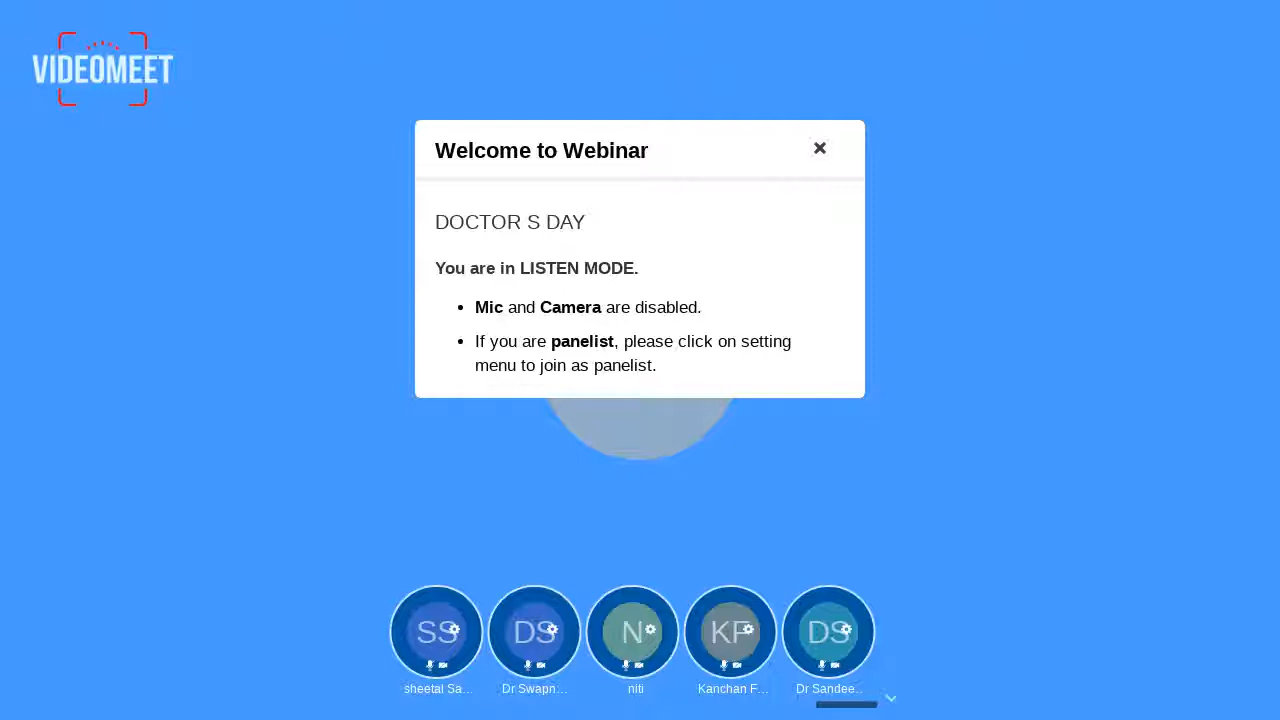 VIDEOMEET
Welcome to Webinar
DOCTOR S DAY
You are in LISTEN MODE.
Mic and Camera are disabled.
If you are panelist, please click on setting
menu to join as panelist.
SS DS N KF DS
sheetal Sa... Dr Swapn... niti Kanchan F... Dr Sandee...